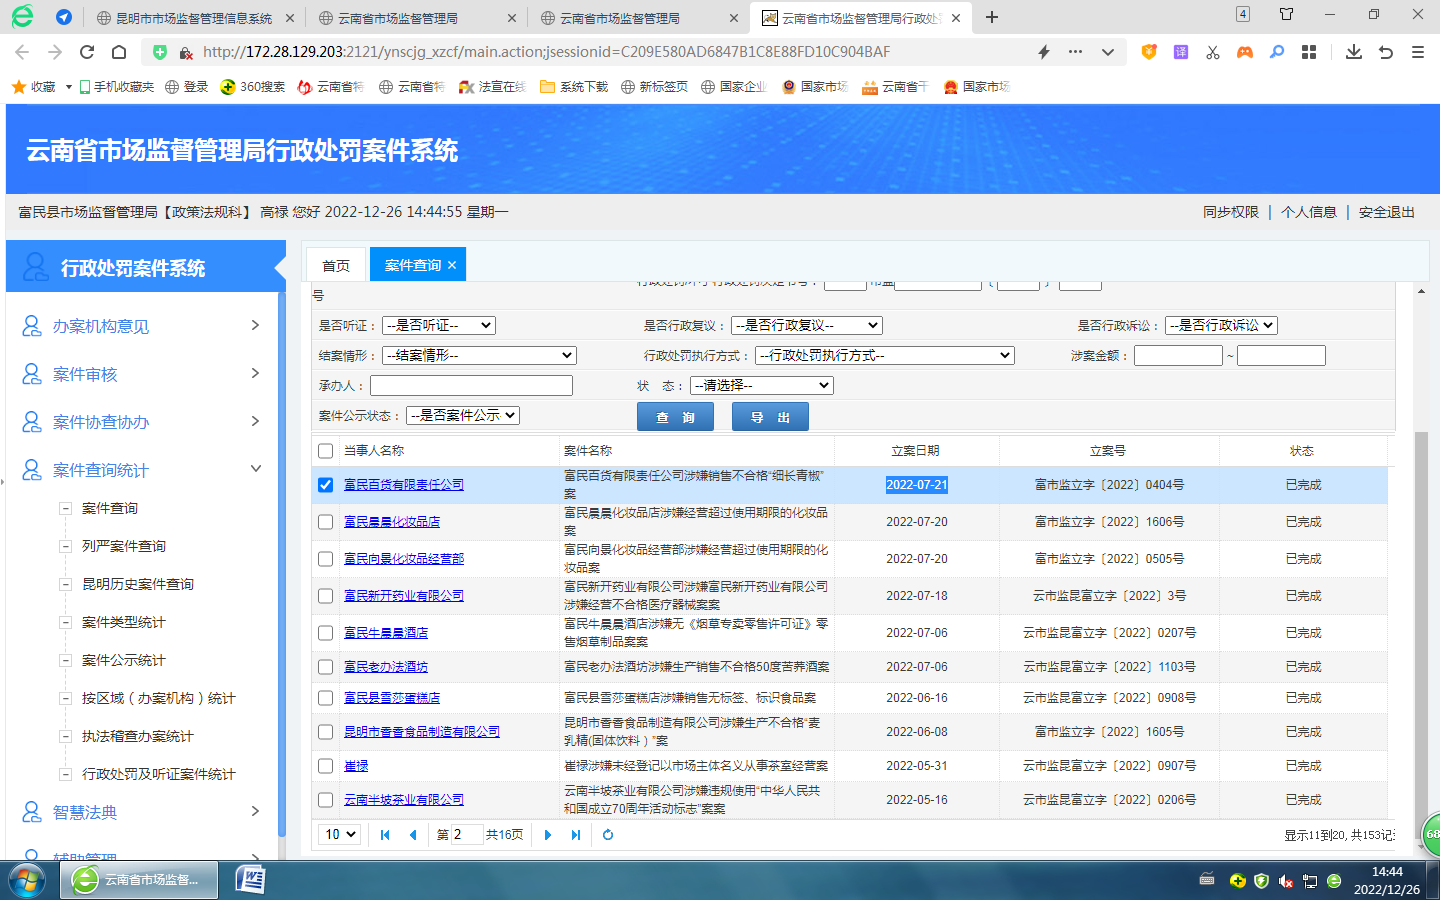 昆明市市场监督管理信息系统
云南省市场监督管理局
云南省市场监督管理局
云南省市场监督管理局行政处
4
http://172.28.129.203:2121/ynscjg_xzcf/main.action;jsessionid=C209E580AD6847B1C8E88FD10C904BAF
译
收藏 手机收藏夹 登录 360搜索 云南省特 云南省特 法宣在线 系统下载 新标签页 国家企业 国家市场 云南省干 国家市场
云南省市场监督管理局行政处罚案件系统
富民县市场监督管理局【政策法规科】 高禄 您好 2022-12-26 14:44:55 星期一
同步权限 | 个人信息 | 安全退出
行政处罚案件系统
办案机构意见
案件审核
案件协查协办
案件查询统计
案件查询
列严案件查询
昆明历史案件查询
案件类型统计
案件公示统计
按区域（办案机构）统计
执法稽查办案统计
行政处罚及听证案件统计
智慧法典
辅助管理
首页 案件查询 ×
号
是否听证： --是否听证-- 是否行政复议： --是否行政复议-- 是否行政诉讼： --是否行政诉讼
结案情形： --结案情形-- 行政处罚执行方式： --行政处罚执行方式-- 涉案金额： ~
承办人： 状 态： --请选择--
案件公示状态： --是否案件公示 查 询 导 出
当事人名称 案件名称 立案日期 立案号 状态
富民百货有限责任公司 富民百货有限责任公司涉嫌销售不合格“细长青椒”
案 2022-07-21 富市监立字〔2022〕0404号 已完成
富民晨晨化妆品店 富民晨晨化妆品店涉嫌经营超过使用期限的化妆品
案 2022-07-20 富市监立字〔2022〕1606号 已完成
富民向景化妆品经营部 富民向景化妆品经营部涉嫌经营超过使用期限的化
妆品案 2022-07-20 富市监立字〔2022〕0505号 已完成
富民新开药业有限公司 富民新开药业有限公司涉嫌富民新开药业有限公司
涉嫌经营不合格医疗器械案案 2022-07-18 云市监昆富立字〔2022〕3号 已完成
富民牛晨晨酒店 富民牛晨晨酒店涉嫌无《烟草专卖零售许可证》零
售烟草制品案案 2022-07-06 云市监昆富立字〔2022〕0207号 已完成
富民老办法酒坊 富民老办法酒坊涉嫌生产销售不合格50度苦荞酒案 2022-07-06 云市监昆富立字〔2022〕1103号 已完成
富民县雪莎蛋糕店 富民县雪莎蛋糕店涉嫌销售无标签、标识食品案 2022-06-16 云市监昆富立字〔2022〕0908号 已完成
昆明市香香食品制造有限公司 昆明市香香食品制造有限公司涉嫌生产不合格“麦
乳精(固体饮料）”案 2022-06-08 富市监立字〔2022〕1605号 已完成
崔禄 崔禄涉嫌未经登记以市场主体名义从事茶室经营案 2022-05-31 云市监昆富立字〔2022〕0907号 已完成
云南半坡茶业有限公司 云南半坡茶业有限公司涉嫌违规使用“中华人民共
和国成立70周年活动标志”案案 2022-05-16 云市监昆富立字〔2022〕0206号 已完成
10 第 2 共16页 显示11到20, 共153记
68
云南省市场监督...
14:44
2022/12/26